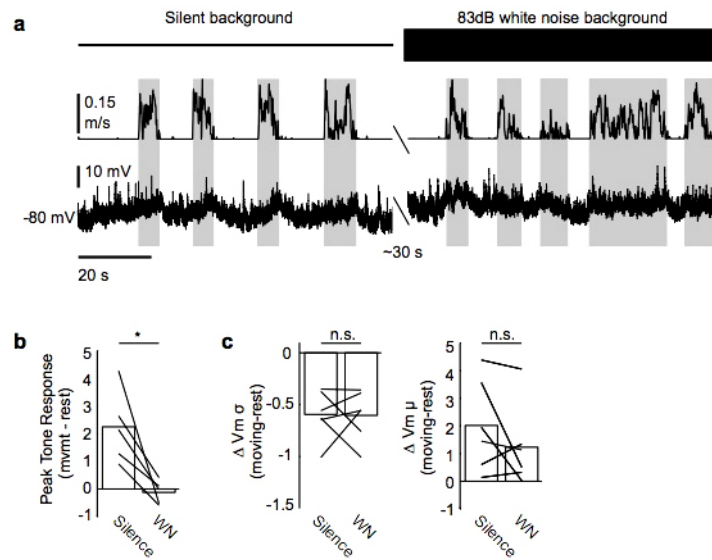 a
Silent background
83dB white noise background
0.15
m/s
10 mV
-80 mV
20 s
~30 s
b
*
Peak Tone Response
(mvmt - rest)
5
4
3
2
1
0
-1
Silence
WN
c
n.s.
Δ Vm σ
(moving-rest)
0
-0.5
-1
-1.5
Silence
WN
n.s.
Δ Vm μ
(moving-rest)
5
4
3
2
1
0
-1
Silence
WN